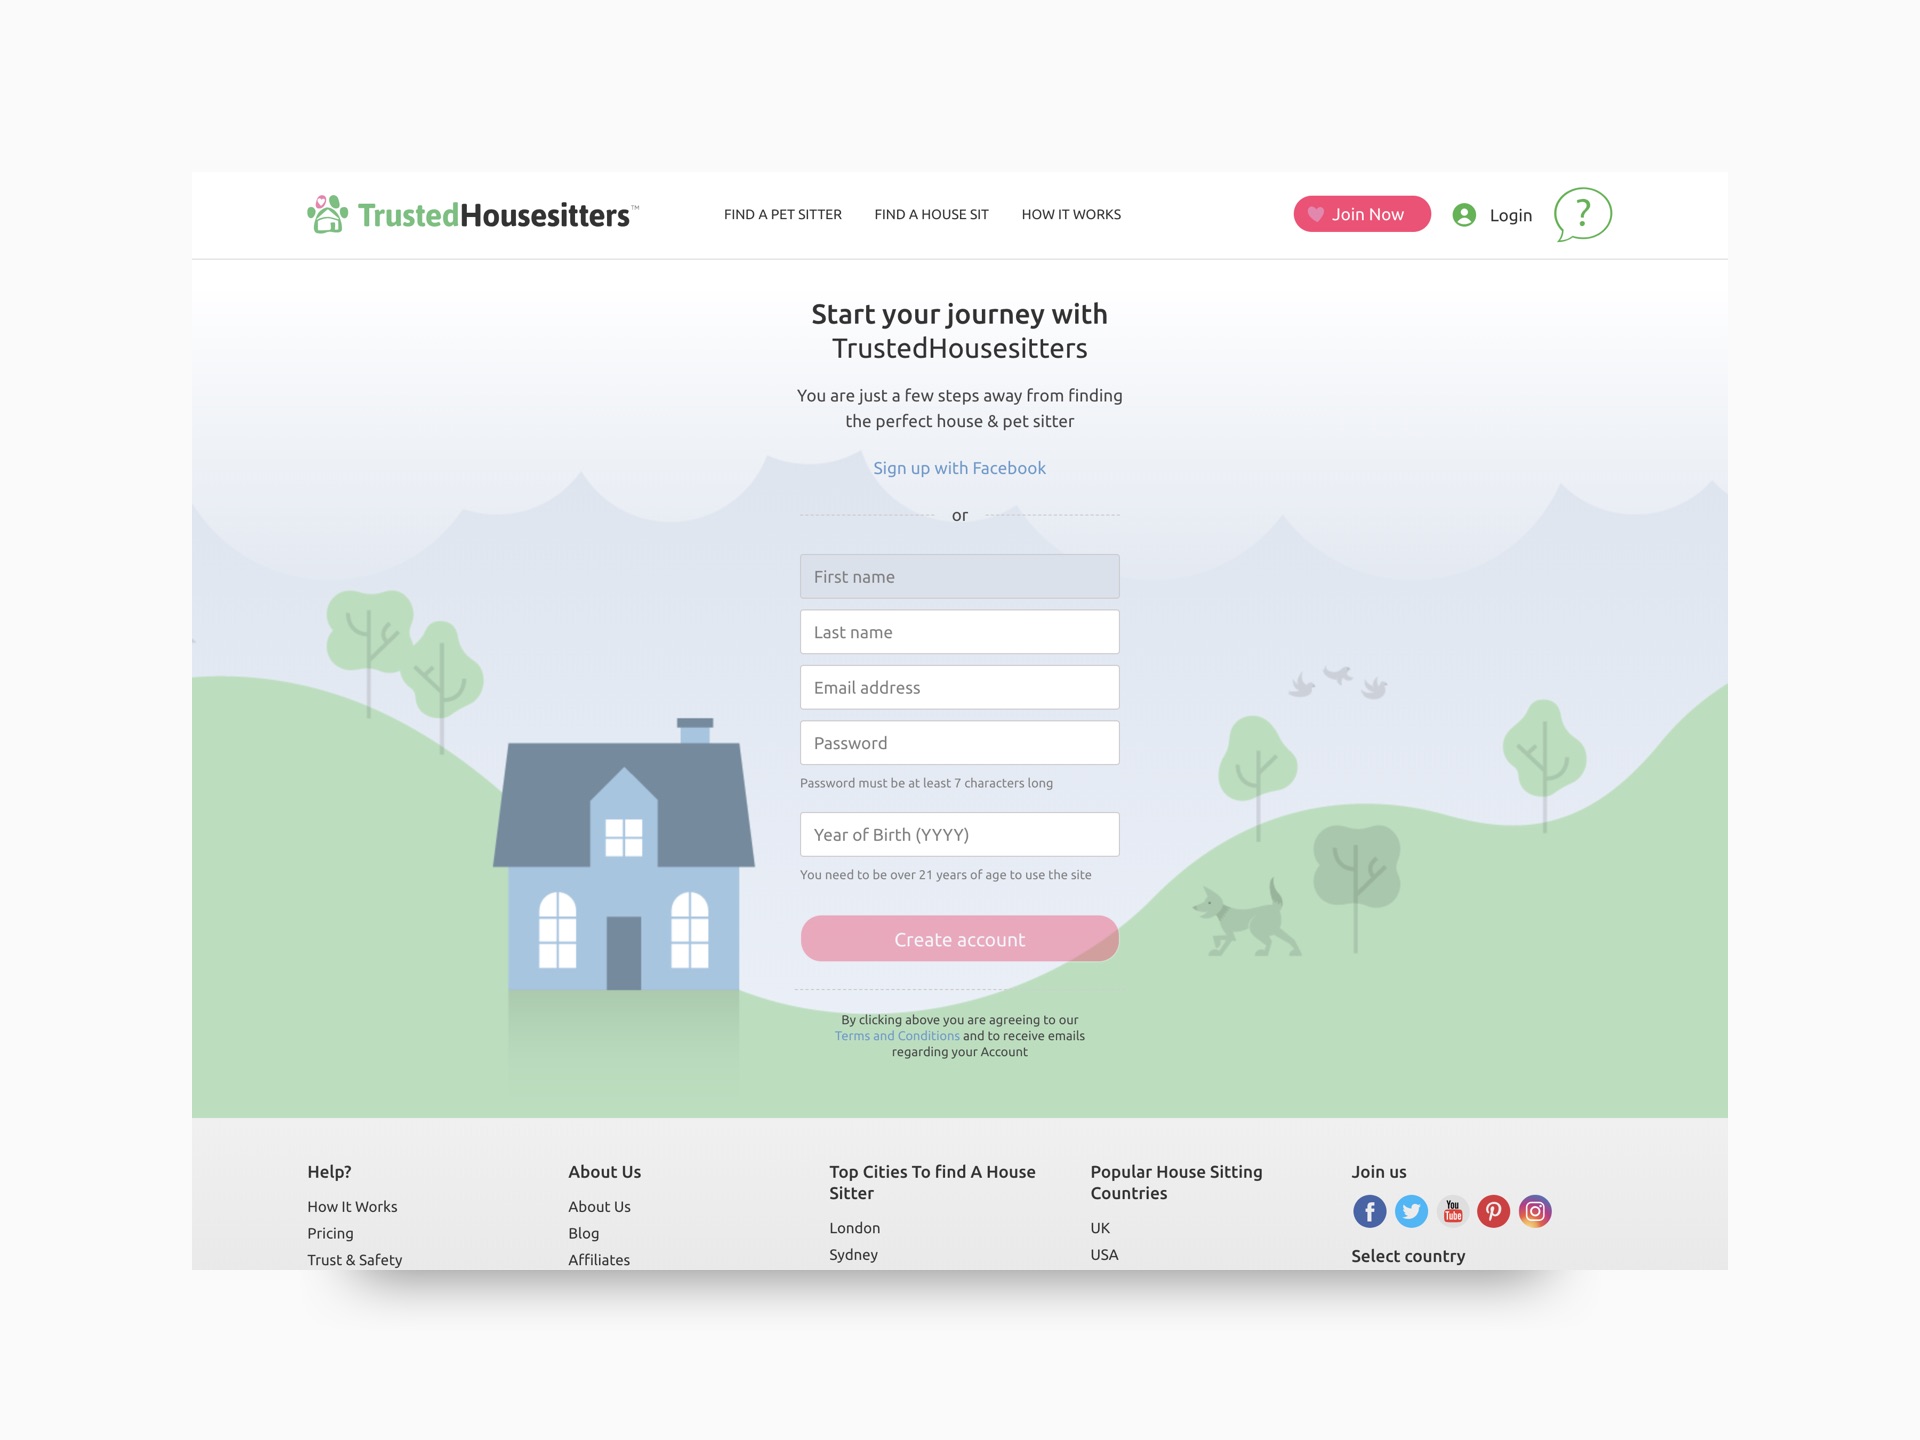 TrustedHousesitters™
FIND A PET SITTER
FIND A HOUSE SIT
HOW IT WORKS
Join Now
Login
?
Start your journey with
TrustedHousesitters
You are just a few steps away from finding
the perfect house & pet sitter
Sign up with Facebook
or
First name
Last name
Email address
Password
Password must be at least 7 characters long
Year of Birth (YYYY)
You need to be over 21 years of age to use the site
Create account
By clicking above you are agreeing to our
Terms and Conditions and to receive emails
regarding your Account
Help?
How It Works
Pricing
Trust & Safety
About Us
About Us
Blog
Affiliates
Top Cities To find A House
Sitter
London
Sydney
Popular House Sitting
Countries
UK
USA
Join us
You
Tube
Select country